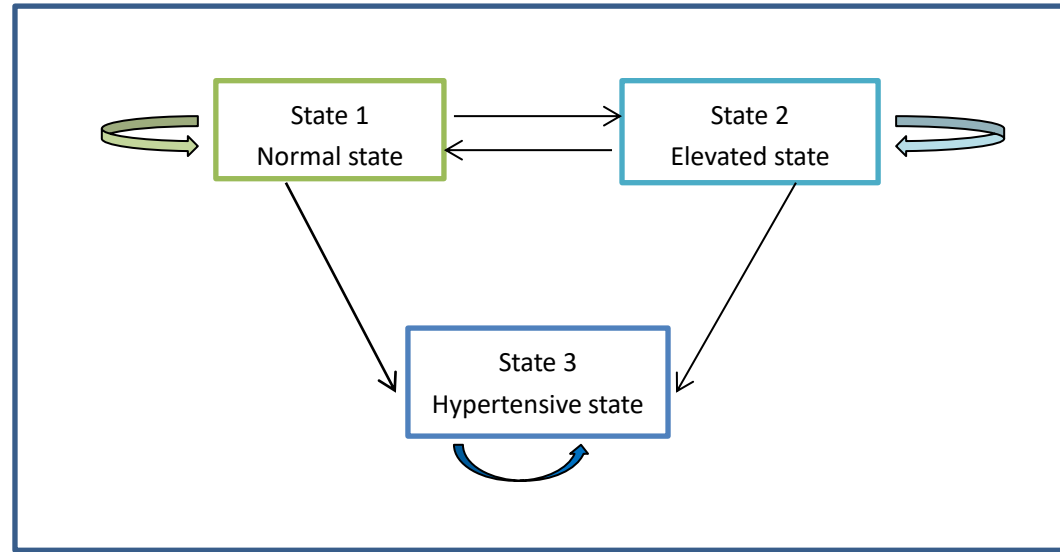 State 1
Normal state
State 2
Elevated state
State 3
Hypertensive state